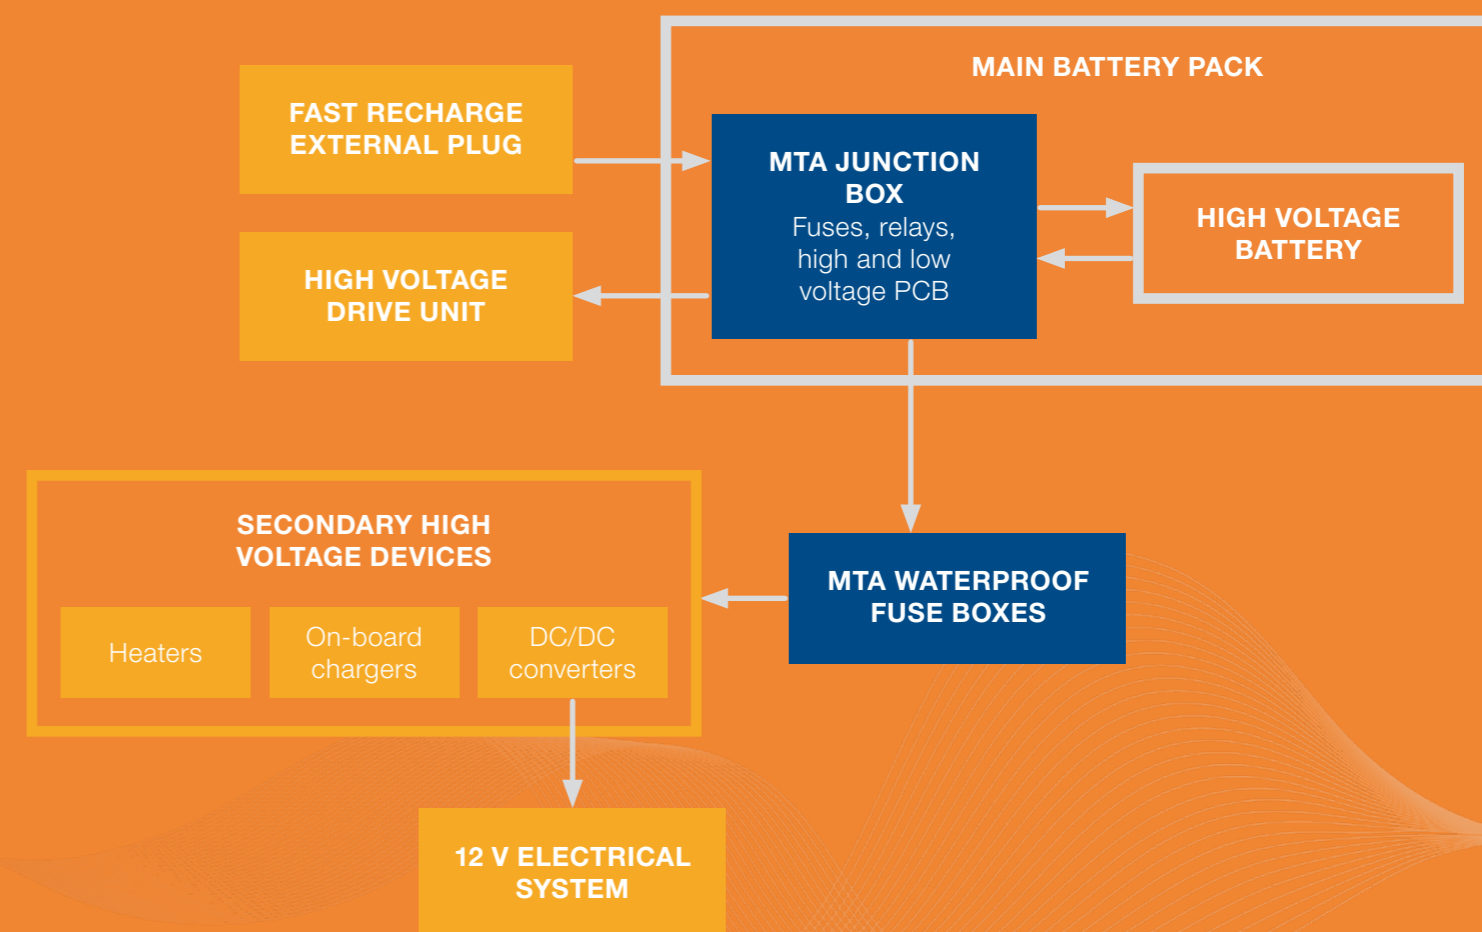 MAIN BATTERY PACK
FAST RECHARGE
EXTERNAL PLUG
MTA JUNCTION
BOX
Fuses, relays,
high and low
voltage PCB
HIGH VOLTAGE
BATTERY
HIGH VOLTAGE
DRIVE UNIT
SECONDARY HIGH
VOLTAGE DEVICES
Heaters
On-board
chargers
DC/DC
converters
MTA WATERPROOF
FUSE BOXES
12 V ELECTRICAL
SYSTEM